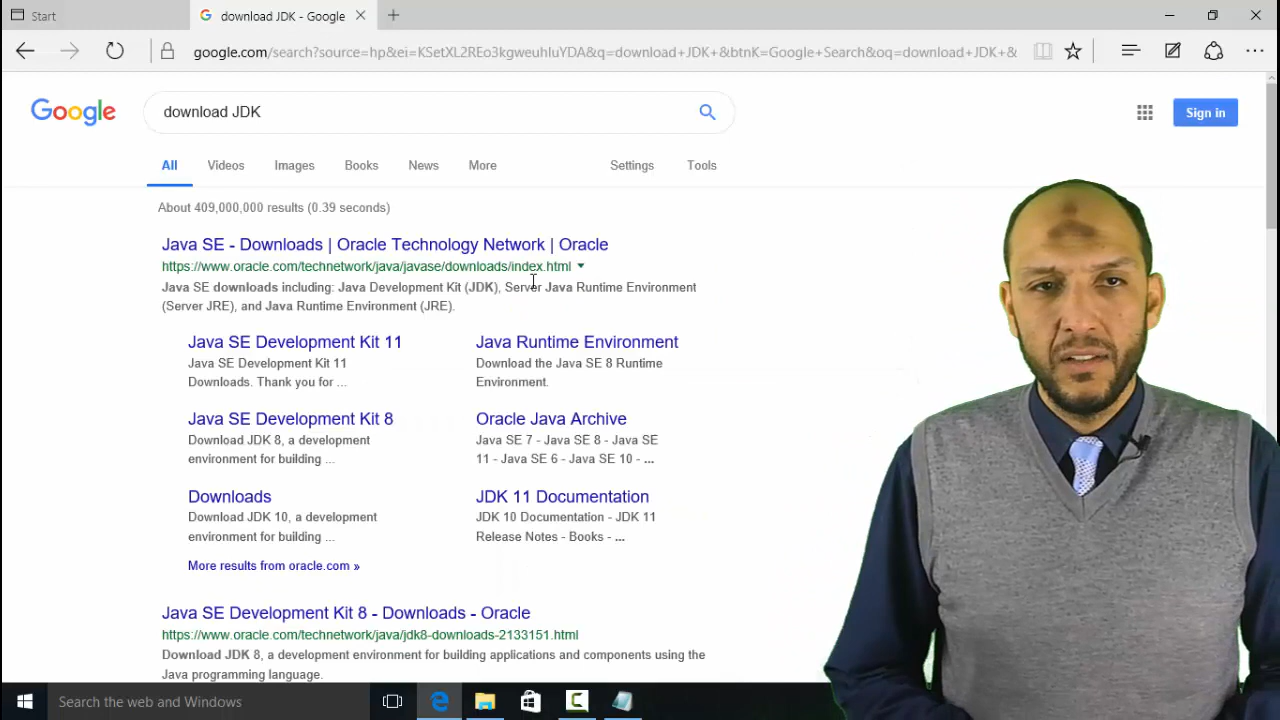 Start
download JDK - Google
google.com/search?source=hp&ei=KSetXL2REo3kgweuhIuYDA&q=download+JDK+&btnK=Google+Search&oq=download+JDK+&
Google
download JDK
Sign in
All Videos Images Books News More Settings Tools
About 409,000,000 results (0.39 seconds)
Java SE - Downloads | Oracle Technology Network | Oracle
https://www.oracle.com/technetwork/java/javase/downloads/index.html
Java SE downloads including: Java Development Kit (JDK), Server Java Runtime Environment
(Server JRE), and Java Runtime Environment (JRE).
Java SE Development Kit 11
Java SE Development Kit 11
Downloads. Thank you for ...
Java Runtime Environment
Download the Java SE 8 Runtime
Environment.
Java SE Development Kit 8
Download JDK 8, a development
environment for building ...
Oracle Java Archive
Java SE 7 - Java SE 8 - Java SE
11 - Java SE 6 - Java SE 10 - ...
Downloads
Download JDK 10, a development
environment for building ...
JDK 11 Documentation
JDK 10 Documentation - JDK 11
Release Notes - Books - ...
More results from oracle.com »
Java SE Development Kit 8 - Downloads - Oracle
https://www.oracle.com/technetwork/java/jdk8-downloads-2133151.html
Download JDK 8, a development environment for building applications and components using the
Java programming language.
Search the web and Windows